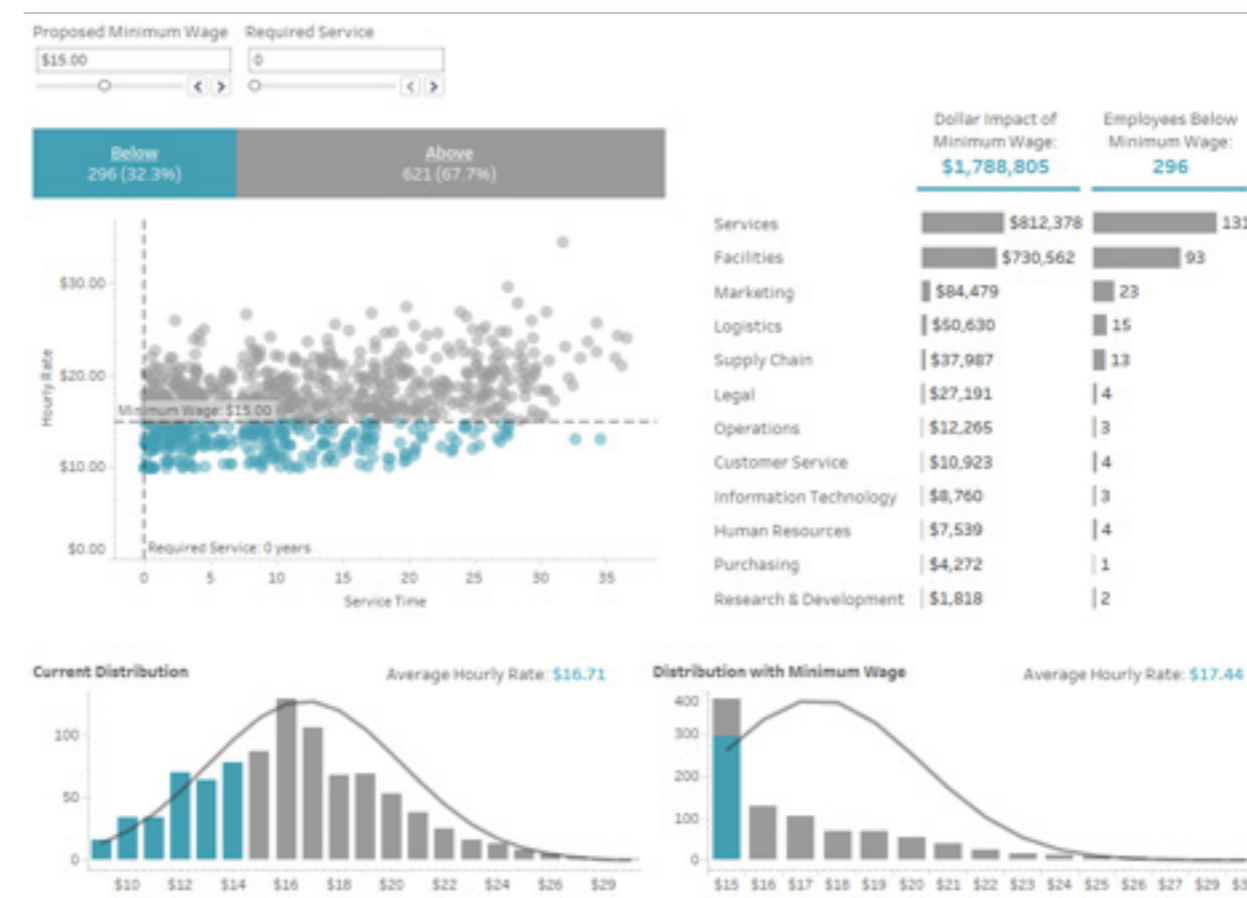 Proposed Minimum Wage Required Service
$15.00 0
Below Above
296 (32.3%) 621 (67.7%)
Dollar Impact of Minimum Wage: Employees Below Minimum Wage:
$1,788,805 296
Services $812,378 131
Facilities $730,562 93
Marketing $84,479 23
Logistics $50,630 15
Supply Chain $37,987 13
Legal $27,191 4
Operations $12,265 3
Customer Service $10,923 4
Information Technology $8,760 3
Human Resources $7,539 4
Purchasing $4,272 1
Research & Development $1,818 2
Hourly Rate
$30.00
$20.00
Minimum Wage: $15.00
$10.00
$0.00
Required Service: 0 years
0 5 10 15 20 25 30 35
Service Time
Current Distribution Average Hourly Rate: $16.71
100
50
0
$10 $12 $14 $16 $18 $20 $22 $24 $26 $29
Distribution with Minimum Wage Average Hourly Rate: $17.44
400
300
200
100
0
$15 $16 $17 $18 $19 $20 $21 $22 $23 $24 $25 $26 $27 $29